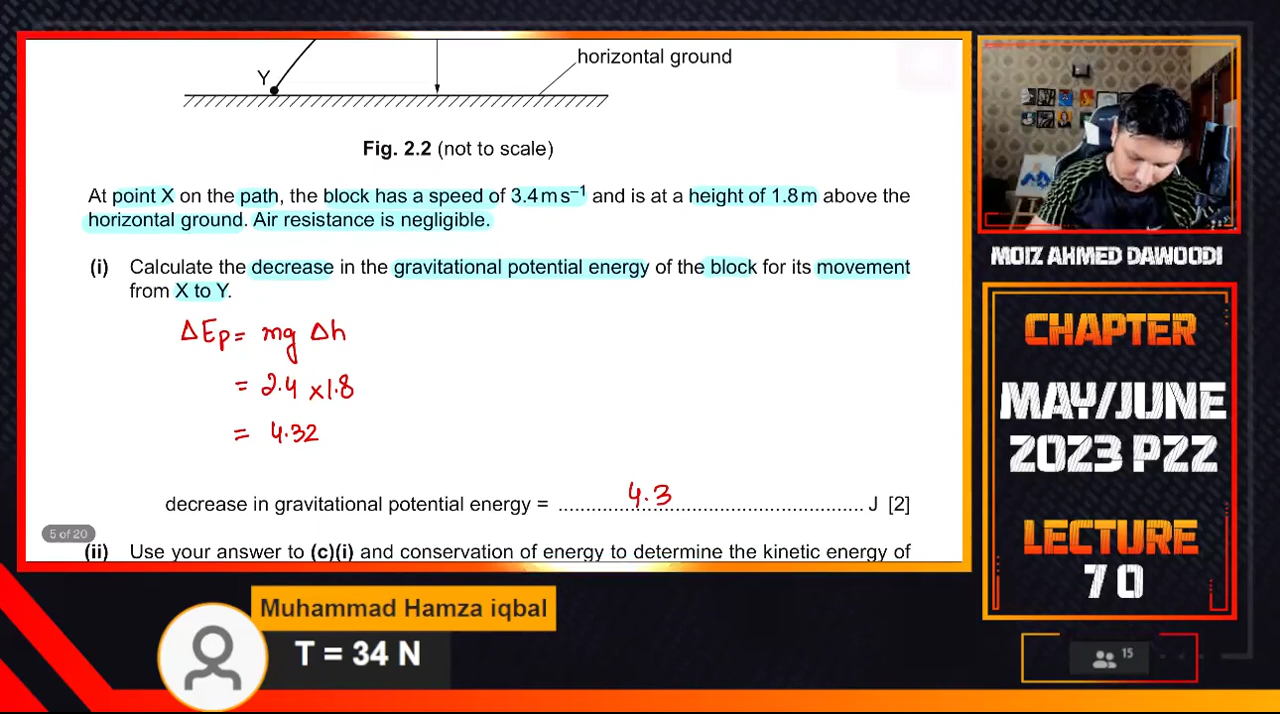 Y
horizontal ground
Fig. 2.2 (not to scale)
At point X on the path, the block has a speed of 3.4 m s⁻¹ and is at a height of 1.8 m above the
horizontal ground. Air resistance is negligible.
(i) Calculate the decrease in the gravitational potential energy of the block for its movement
from X to Y.
ΔEp = mg Δh
= 2.4 × 1.8
= 4.32
decrease in gravitational potential energy = 4.3 J [2]
5 of 20
(ii) Use your answer to (c)(i) and conservation of energy to determine the kinetic energy of
MOIZ AHMED DAWOODI
CHAPTER
MAY/JUNE
2023 P22
LECTURE
70
Muhammad Hamza iqbal
T = 34 N
15